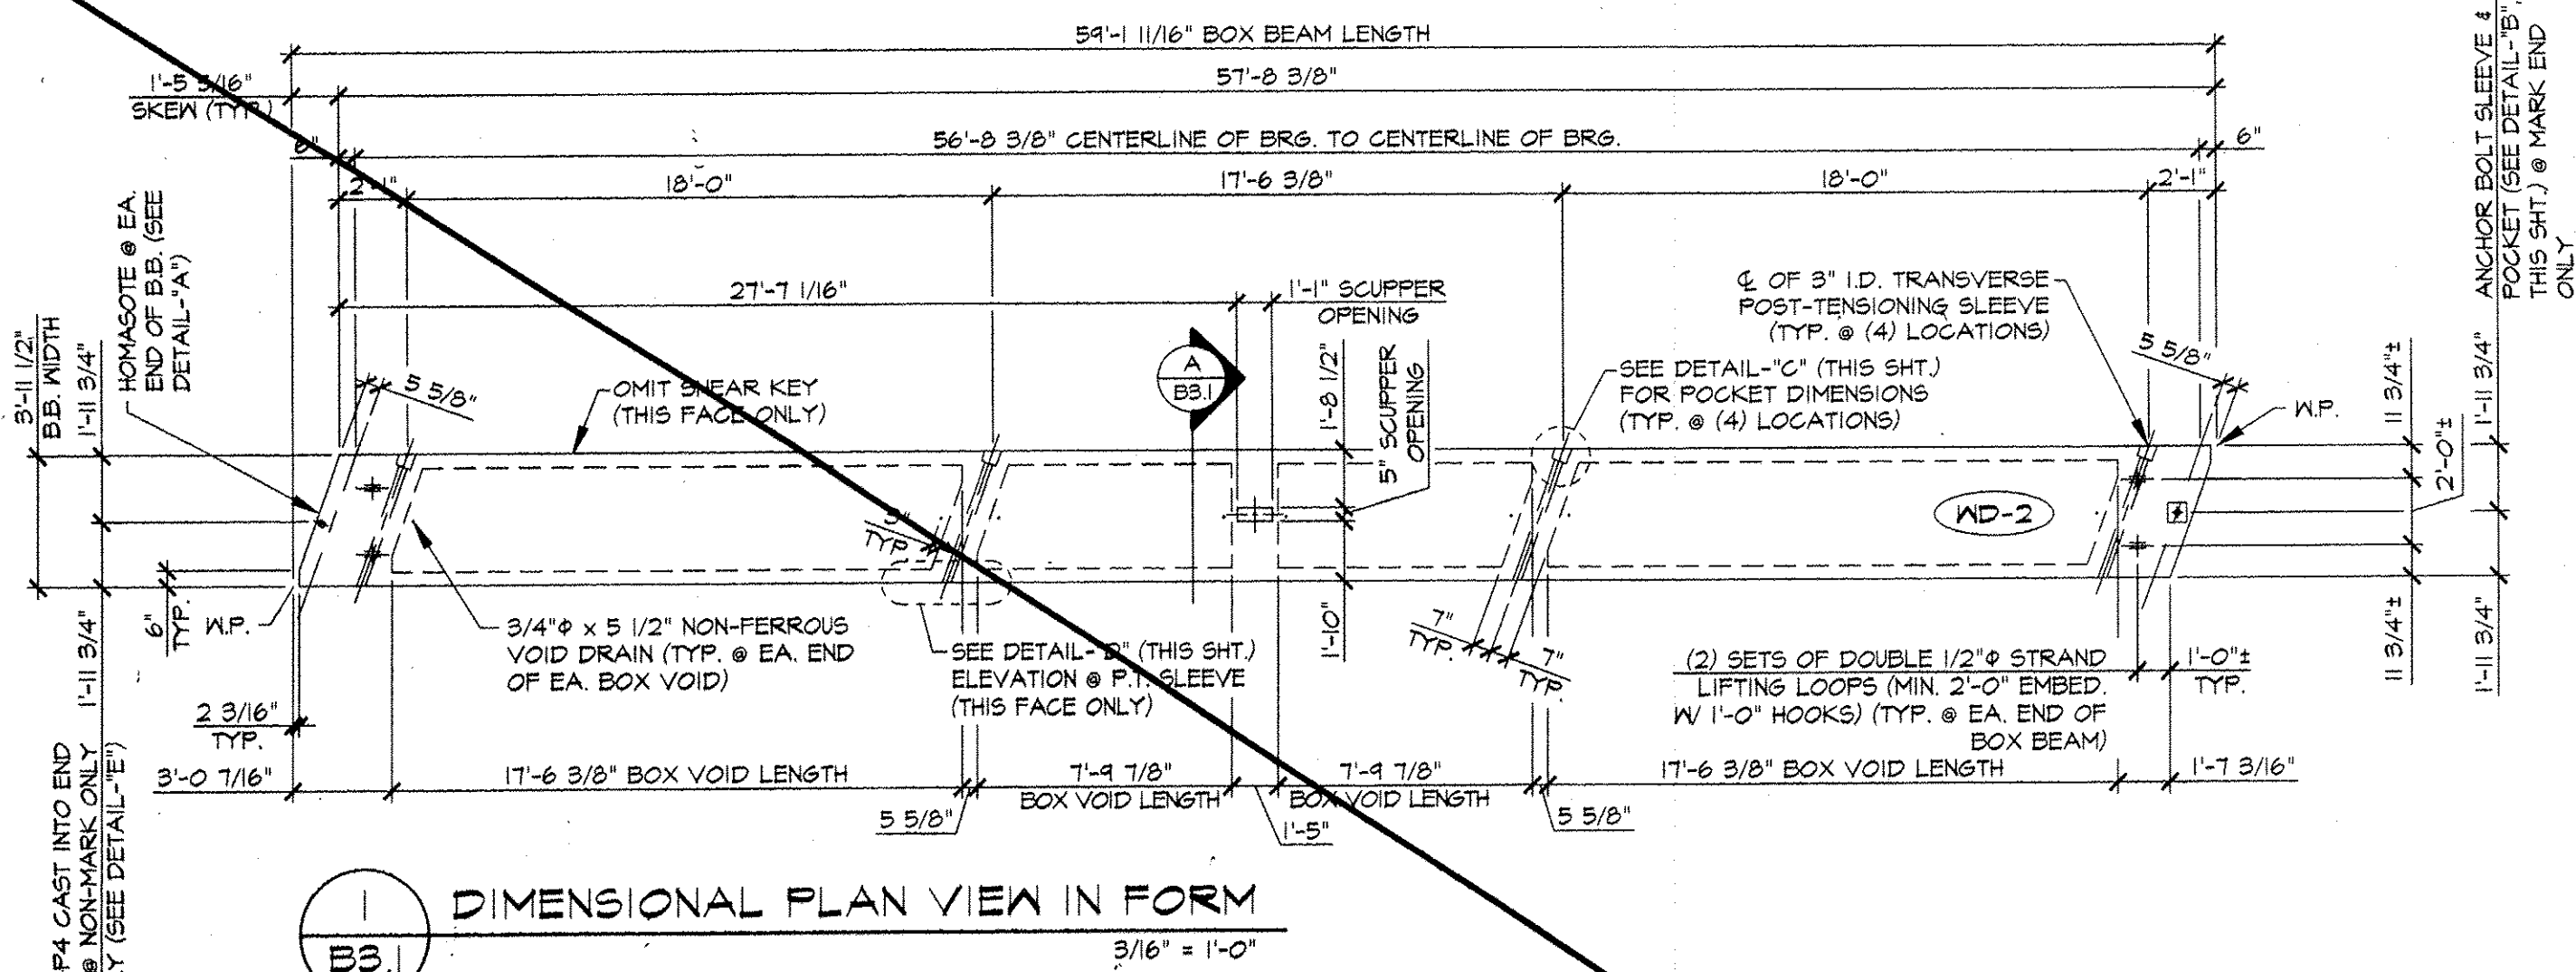 59'-1 11/16" BOX BEAM LENGTH
1'-5 5/16"
SKEW (TYP)
57'-8 3/8"
6"
56'-8 3/8" CENTERLINE OF BRG. TO CENTERLINE OF BRG.
6"
2'-1"
18'-0"
17'-6 3/8"
18'-0"
2'-1"
HOMASOTE @ EA.
END OF B.B. (SEE
DETAIL-"A")
27'-7 1/16"
1'-1" SCUPPER
OPENING
℄ OF 3" I.D. TRANSVERSE
POST-TENSIONING SLEEVE
(TYP. @ (4) LOCATIONS)
ANCHOR BOLT SLEEVE &
POCKET (SEE DETAIL-"B",
THIS SHT.) @ MARK END
ONLY
3'-11 1/2"
B.B. WIDTH
1'-11 3/4"
5 5/8"
OMIT SHEAR KEY
(THIS FACE ONLY)
A
B3.1
1'-8 1/2"
5" SCUPPER
OPENING
SEE DETAIL-"C" (THIS SHT.)
FOR POCKET DIMENSIONS
(TYP. @ (4) LOCATIONS)
5 5/8"
W.P.
11 3/4"±
1'-11 3/4"
2'-0"±
WD-2
TYP.
6"
TYP.
W.P.
1'-11 3/4"
3/4"Φ x 5 1/2" NON-FERROUS
VOID DRAIN (TYP. @ EA. END
OF EA. BOX VOID)
SEE DETAIL-"D" (THIS SHT.)
ELEVATION @ P.T. SLEEVE
(THIS FACE ONLY)
1'-10"
7"
TYP.
7"
TYP.
(2) SETS OF DOUBLE 1/2"Φ STRAND
LIFTING LOOPS (MIN. 2'-0" EMBED.
W/ 1'-0" HOOKS) (TYP. @ EA. END OF
BOX BEAM)
1'-0"±
TYP.
11 3/4"±
1'-11 3/4"
2 3/16"
TYP.
3'-0 7/16"
17'-6 3/8" BOX VOID LENGTH
5 5/8"
7'-9 7/8"
BOX VOID LENGTH
1'-5"
7'-9 7/8"
BOX VOID LENGTH
5 5/8"
17'-6 3/8" BOX VOID LENGTH
1'-7 3/16"
P4 CAST INTO END
@ NON-MARK ONLY
Y (SEE DETAIL-"E")
1
B3.1
DIMENSIONAL PLAN VIEW IN FORM
3/16" = 1'-0"